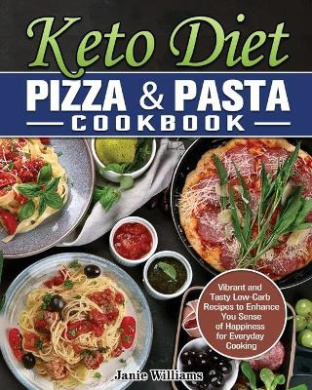 Keto Diet
PIZZA & PASTA
COOKBOOK
Vibrant and
Tasty Low-Carb
Recipes to Enhance
You Sense
of Happiness
for Everyday
Cooking
Janie Williams